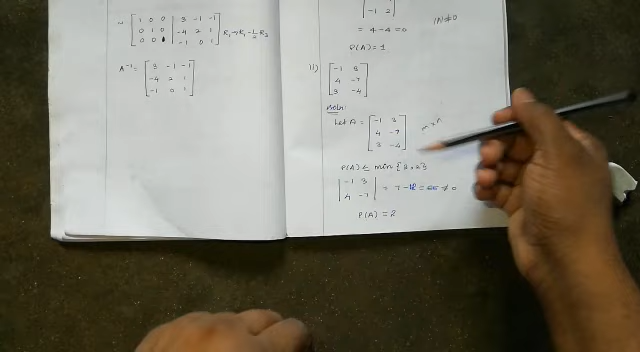 ~ [ 1 0 0 | 3 -1 -1
0 1 0 | -4 2 1
0 0 1 | -1 0 1 ] R₁→R₁-½R₂
A⁻¹ = [ 3 -1 -1
-4 2 1
-1 0 1 ]
-1 2
= 4-4=0
P(A)=1
ii) [ -1 3
4 -7
3 -4 ]
Soln:
Let A = [ -1 3
4 -7
3 -4 ] m×n
P(A) ≤ min {3,2}
| -1 3
4 -7 | = 7-12 = ≠ 0
P(A) = 2